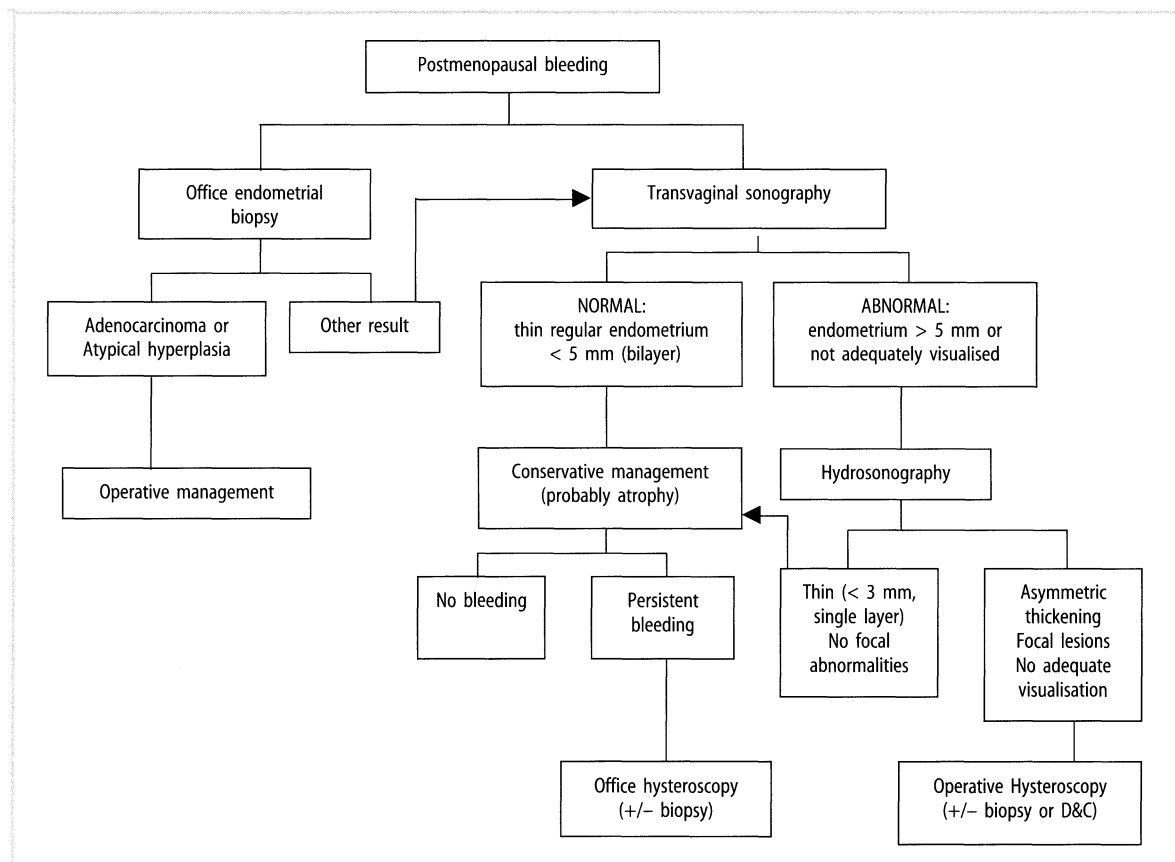 Postmenopausal bleeding
Office endometrial
biopsy
Transvaginal sonography
Adenocarcinoma or
Atypical hyperplasia
Other result
NORMAL:
thin regular endometrium
< 5 mm (bilayer)
ABNORMAL:
endometrium > 5 mm or
not adequately visualised
Operative management
Conservative management
(probably atrophy)
Hydrosonography
No bleeding
Persistent
bleeding
Thin (< 3 mm,
single layer)
No focal
abnormalities
Asymmetric
thickening
Focal lesions
No adequate
visualisation
Office hysteroscopy
(+/– biopsy)
Operative Hysteroscopy
(+/– biopsy or D&C)